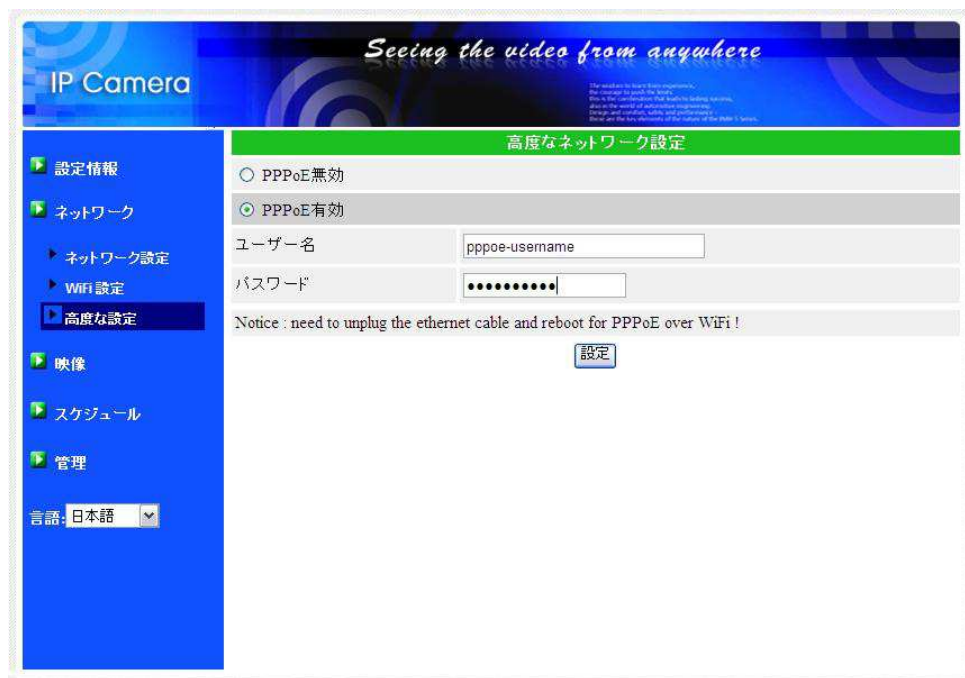 Seeing the video from anywhere
IP Camera
高度なネットワーク設定
設定情報
ネットワーク
ネットワーク設定
WiFi 設定
高度な設定
映像
スケジュール
管理
言語: 日本語
PPPoE無効
PPPoE有効
ユーザー名 pppoe-username
パスワード ●●●●●●●●●●
Notice : need to unplug the ethernet cable and reboot for PPPoE over WiFi !
設定